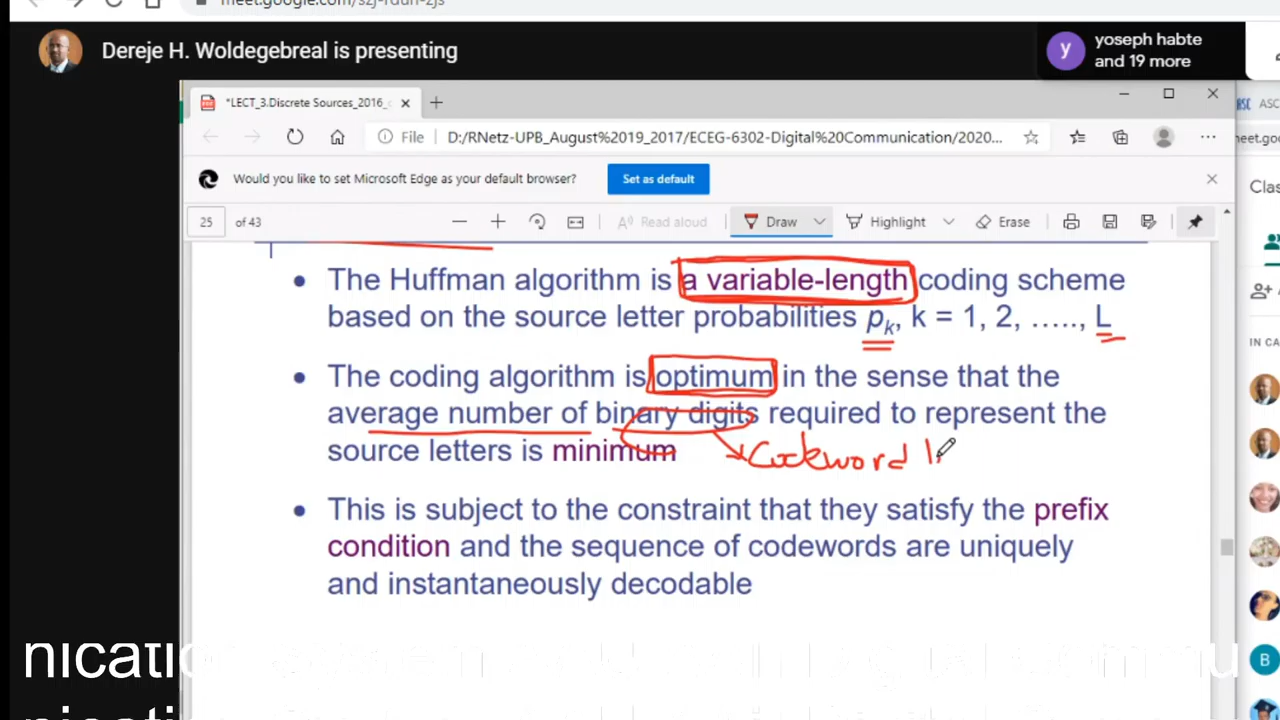 Dereje H. Woldegebreal is presenting
yoseph habte
and 19 more
y
*LECT_3.Discrete Sources_2016_
File D:/RNetz-UPB_August%2019_2017/ECEG-6302-Digital%20Communication/2020...
Would you like to set Microsoft Edge as your default browser? Set as default
25 of 43 Read aloud Draw Highlight Erase
• The Huffman algorithm is a variable-length coding scheme
based on the source letter probabilities pk, k = 1, 2, ....., L
• The coding algorithm is optimum in the sense that the
average number of binary digits required to represent the
source letters is minimum
Codeword
• This is subject to the constraint that they satisfy the prefix
condition and the sequence of codewords are uniquely
and instantaneously decodable
ASC
Clas
IN CA
B